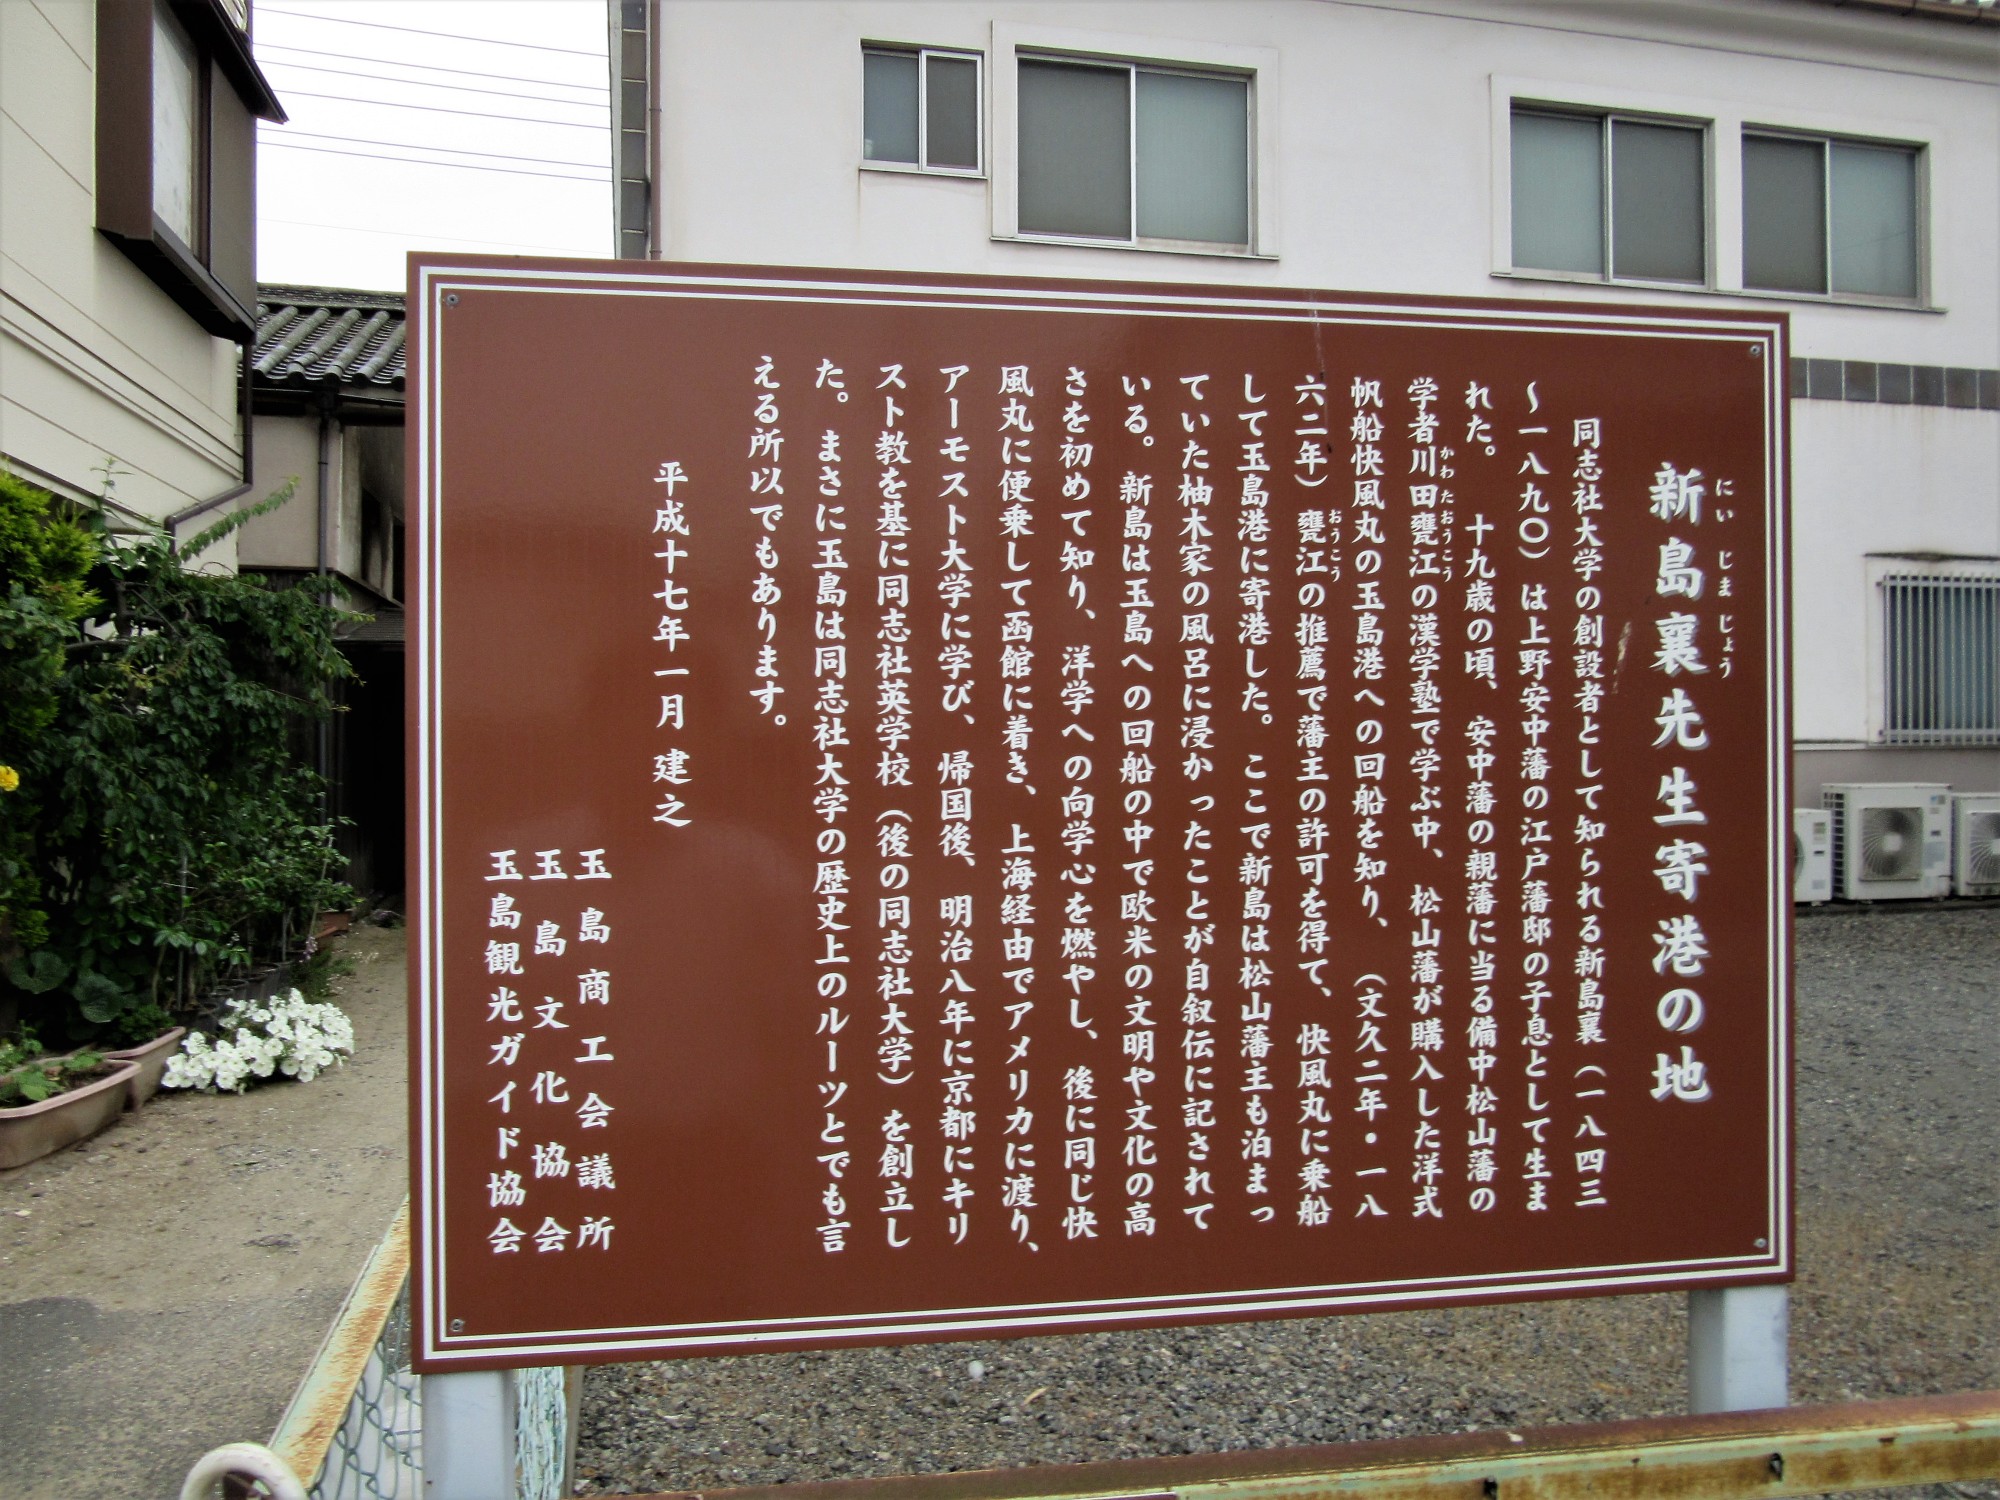 新島襄先生寄港の地
にいじまじょう
同志社大学の創設者として知られる新島襄（一八四三
～一八九〇）は上野安中藩の江戸藩邸の子息として生ま
れた。十九歳の頃、安中藩の親藩に当る備中松山藩の
学者川田甕江の漢学塾で学ぶ中、松山藩が購入した洋式
かわたおうこう
帆船快風丸の玉島港への回船を知り、（文久二年・一八
六二年）甕江の推薦で藩主の許可を得て、快風丸に乗船
おうこう
して玉島港に寄港した。ここで新島は松山藩主も泊まっ
ていた柚木家の風呂に浸かったことが自叙伝に記されて
いる。新島は玉島への回船の中で欧米の文明や文化の高
さを初めて知り、洋学への向学心を燃やし、後に同じ快
風丸に便乗して函館に着き、上海経由でアメリカに渡り、
アーモスト大学に学び、帰国後、明治八年に京都にキリ
スト教を基に同志社英学校（後の同志社大学）を創立し
た。まさに玉島は同志社大学の歴史上のルーツとでも言
える所以でもあります。
平成十七年一月 建之
玉島商工会議所
玉島文化協会
玉島観光ガイド協会